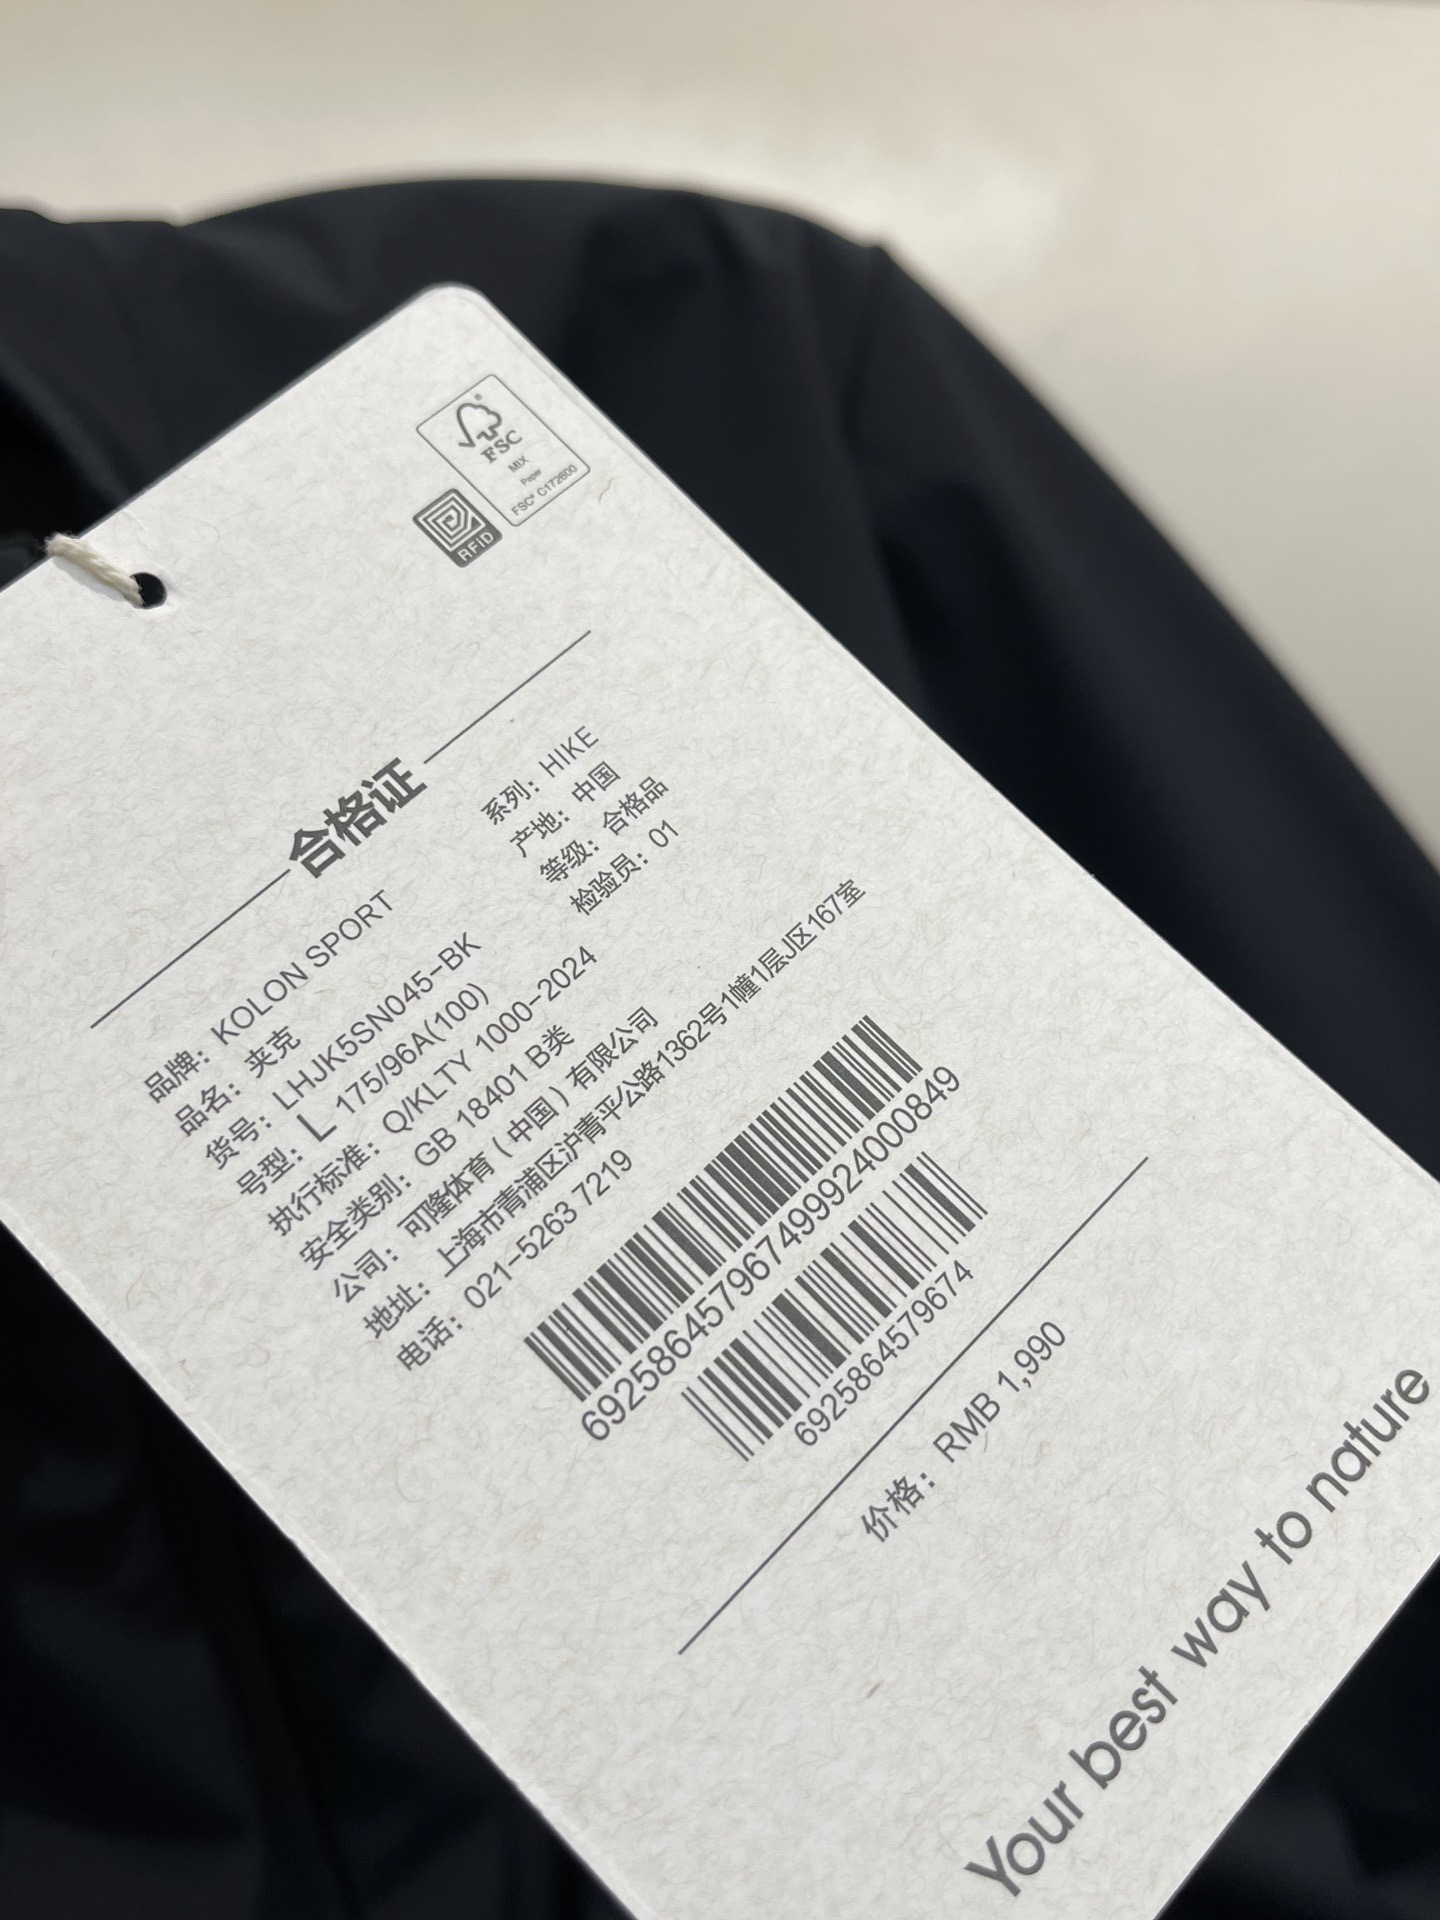 FSC®
MIX
Paper
FSC® C172600
RFID
合格证
品牌：KOLON SPORT
系列：HIKE
品名：夹克
产地：中国
货号：LHJK5SN045-BK
等级：合格品
号型：L 175/96A(100)
检验员：01
执行标准：Q/KLTY 1000-2024
安全类别：GB 18401 B类
公司：可隆体育（中国）有限公司
地址：上海市青浦区沪青平公路1362号1幢1层J区167室
电话：021-5263 7219
69258645796749992400849
6925864579674
价格：RMB 1,990
Your best way to nature